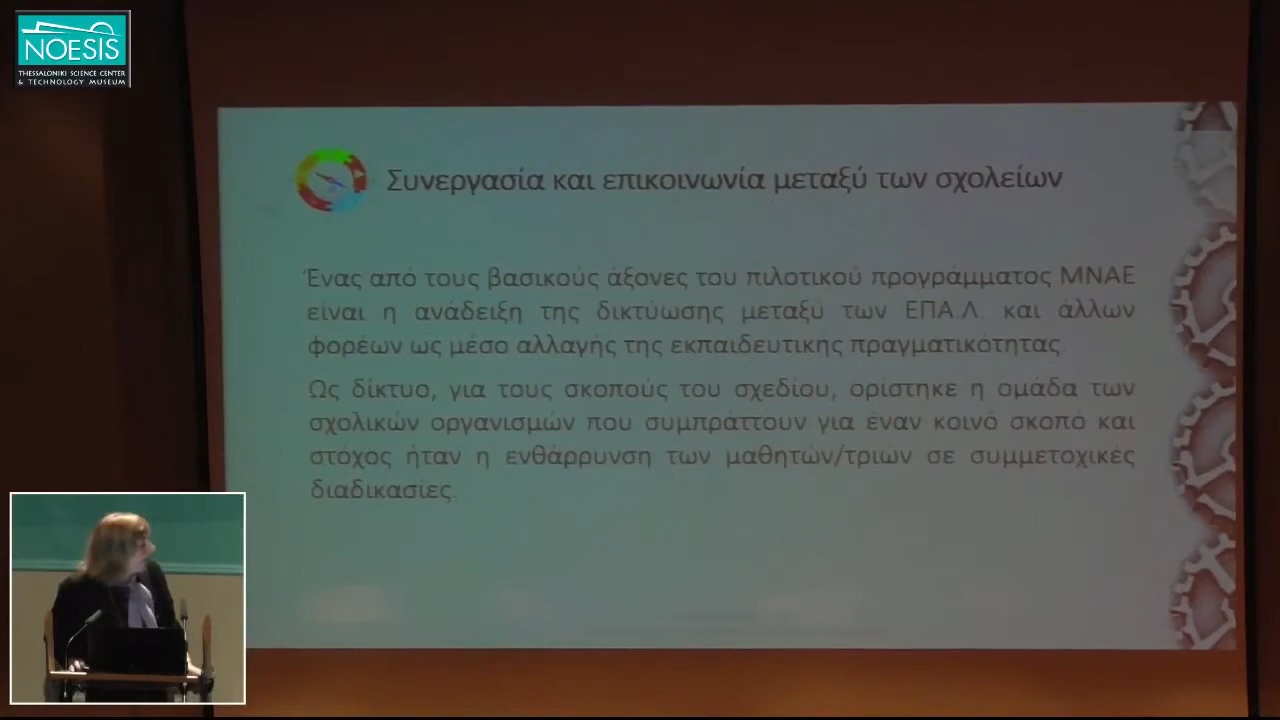 NOESIS
THESSALONIKI SCIENCE CENTER
& TECHNOLOGY MUSEUM
Συνεργασία και επικοινωνία μεταξύ των σχολείων
Ένας από τους βασικούς άξονες του πιλοτικού προγράμματος ΜΝΑΕ
είναι η ανάδειξη της δικτύωσης μεταξύ των ΕΠΑ.Λ. και άλλων
φορέων ως μέσο αλλαγής της εκπαιδευτικής πραγματικότητας.
Ως δίκτυο, για τους σκοπούς του σχεδίου, ορίστηκε η ομάδα των
σχολικών οργανισμών που συμπράττουν για έναν κοινό σκοπό και
στόχος ήταν η ενθάρρυνση των μαθητών/τριων σε συμμετοχικές
διαδικασίες.